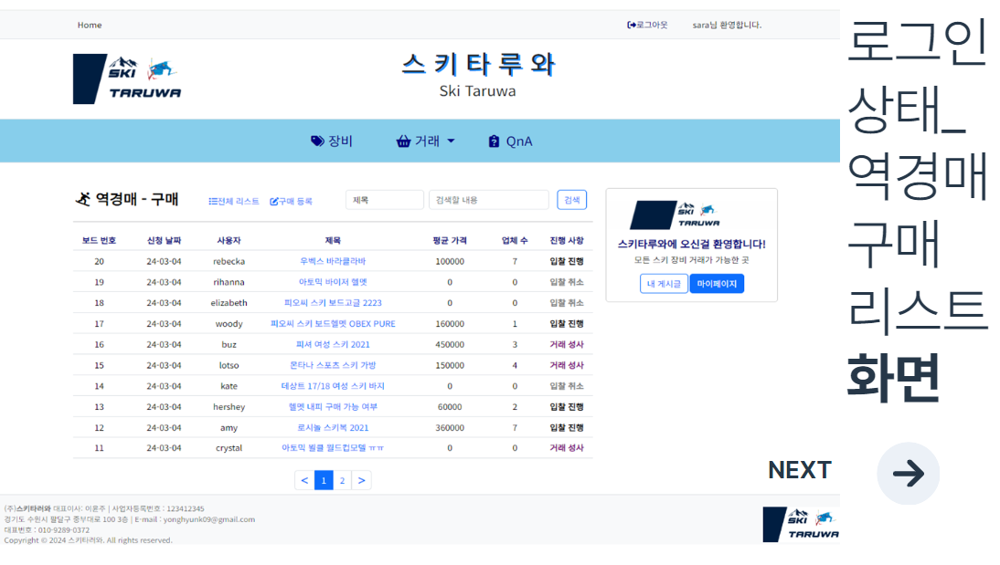 Home
로그아웃 sara님 환영합니다.
SKI TARUWA
스 키 타 루 와
Ski Taruwa
장비 거래 QnA
역경매 - 구매 전체 리스트 구매 등록 제목 검색할 내용 검색
보드 번호 신청 날짜 사용자 제목 평균 가격 업체 수 진행 사항
20 24-03-04 rebecka 우벡스 바라클라바 100000 7 입찰 진행
19 24-03-04 rihanna 아토믹 바이저 헬멧 0 0 입찰 취소
18 24-03-04 elizabeth 피오씨 스키 보드고글 2223 0 0 입찰 취소
17 24-03-04 woody 피오씨 스키 보드헬멧 OBEX PURE 160000 1 입찰 진행
16 24-03-04 buz 피셔 여성 스키 2021 450000 3 거래 성사
15 24-03-04 lotso 온타나 스포츠 스키 가방 150000 4 거래 성사
14 24-03-04 kate 데상트 17/18 여성 스키 바지 0 0 입찰 취소
13 24-03-04 hershey 헬멧 내피 구매 가능 여부 60000 2 입찰 진행
12 24-03-04 amy 로시놀 스키복 2021 360000 7 입찰 진행
11 24-03-04 crystal 아토믹 빌클 월드컵모델 ㅠㅠ 0 0 거래 성사
< 1 2 >
SKI TARUWA
스키타루와에 오신걸 환영합니다!
모든 스키 장비 거래가 가능한 곳
내 게시글 마이페이지
(주)스키타러와 대표이사: 이윤주 | 사업자등록번호 : 123412345
경기도 수원시 팔달구 중부대로 100 3층 | E-mail : yonghyunk09@gmail.com
대표번호 : 010-9289-0372
Copyright © 2024 스키타러와. All rights reserved.
SKI TARUWA
로그인
상태_
역경매
구매
리스트
화면
NEXT